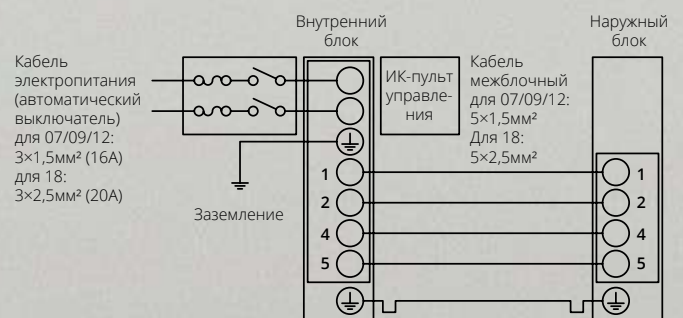 Внутренний
блок
Наружный
блок
Кабель
электропитания
(автоматический
выключатель)
для 07/09/12:
3×1,5мм² (16А)
для 18:
3×2,5мм² (20А)
ИК-пульт
управле-
ния
Кабель
межблочный
для 07/09/12:
5×1,5мм²
Для 18:
5×2,5мм²
Заземление
1
2
4
5
1
2
4
5